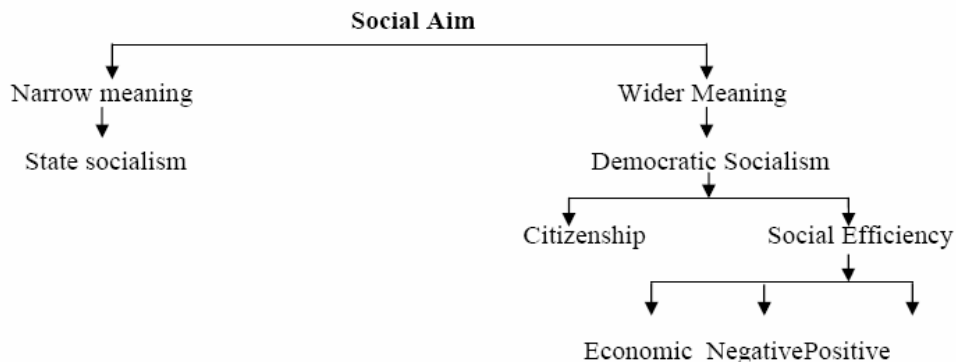 Social Aim
Narrow meaning Wider Meaning
State socialism Democratic Socialism
Citizenship Social Efficiency
Economic NegativePositive